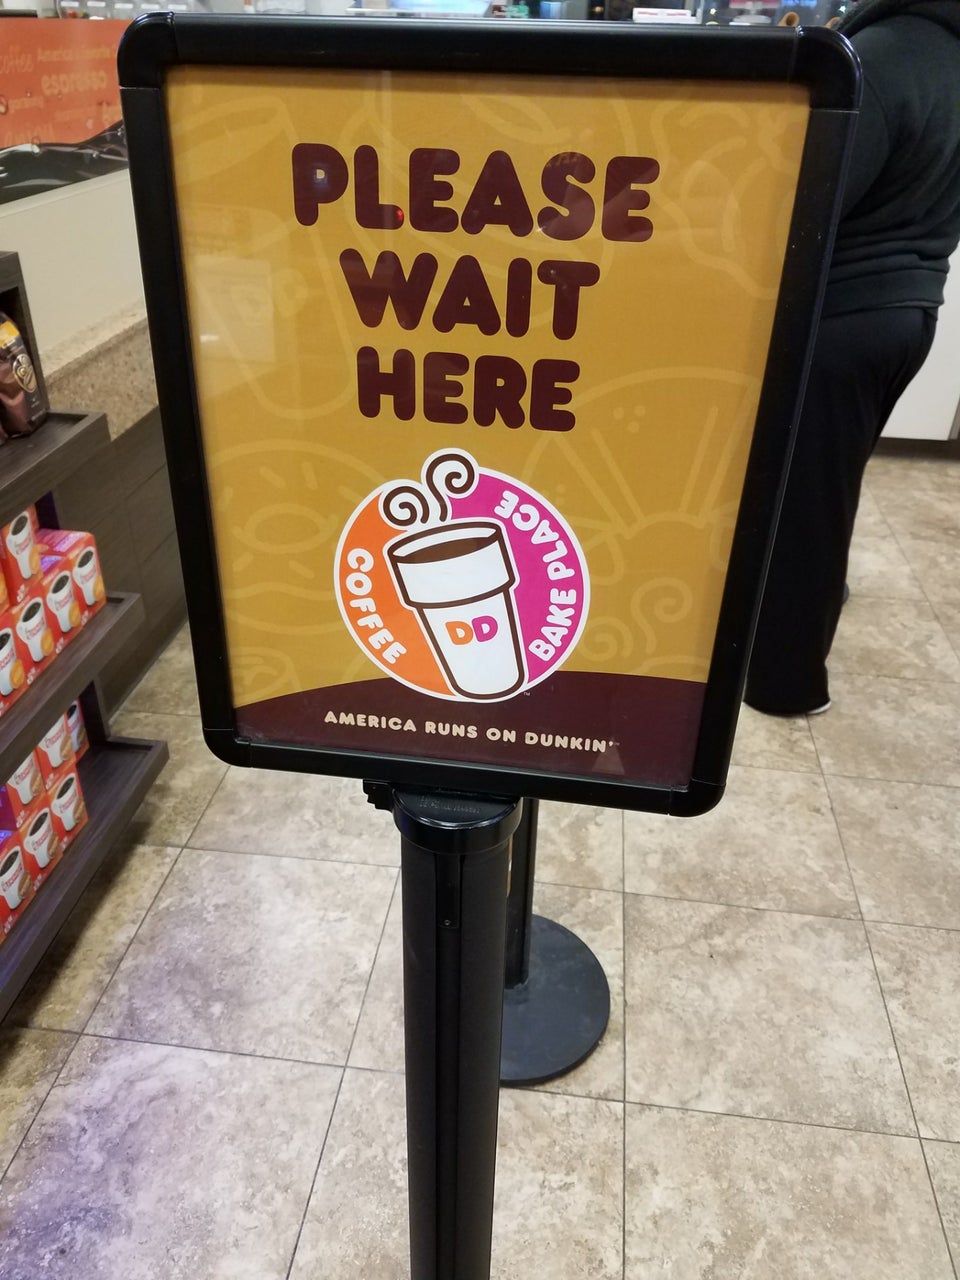 PLEASE
WAIT
HERE
COFFEE
BAKE PLACE
DD
AMERICA RUNS ON DUNKIN'